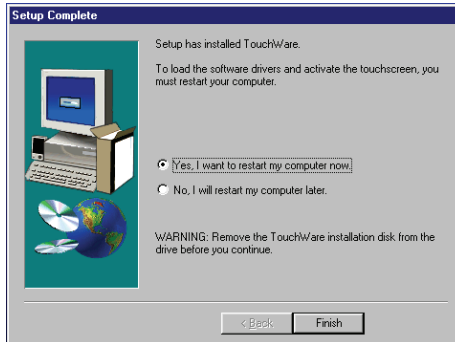 Setup Complete
Setup has installed TouchWare.
To load the software drivers and activate the touchscreen, you
must restart your computer.
Yes, I want to restart my computer now.
No, I will restart my computer later.
WARNING: Remove the TouchWare installation disk from the
drive before you continue.
< Back
Finish